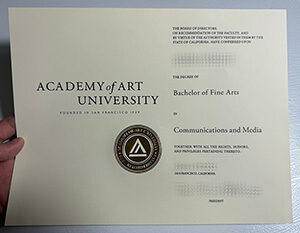 THE BOARD OF DIRECTORS,
ON RECOMMENDATION OF THE FACULTY, AND
BY VIRTUE OF THE AUTHORITY VESTED IN THEM BY THE
STATE OF CALIFORNIA, HAVE CONFERRED UPON
THE DEGREE OF
Bachelor of Fine Arts
IN
Communications and Media
TOGETHER WITH ALL THE RIGHTS, HONORS,
AND PRIVILEGES PERTAINING THERETO.
SAN FRANCISCO, CALIFORNIA
PRESIDENT
ACADEMY of ART
UNIVERSITY
FOUNDED IN SAN FRANCISCO 1929